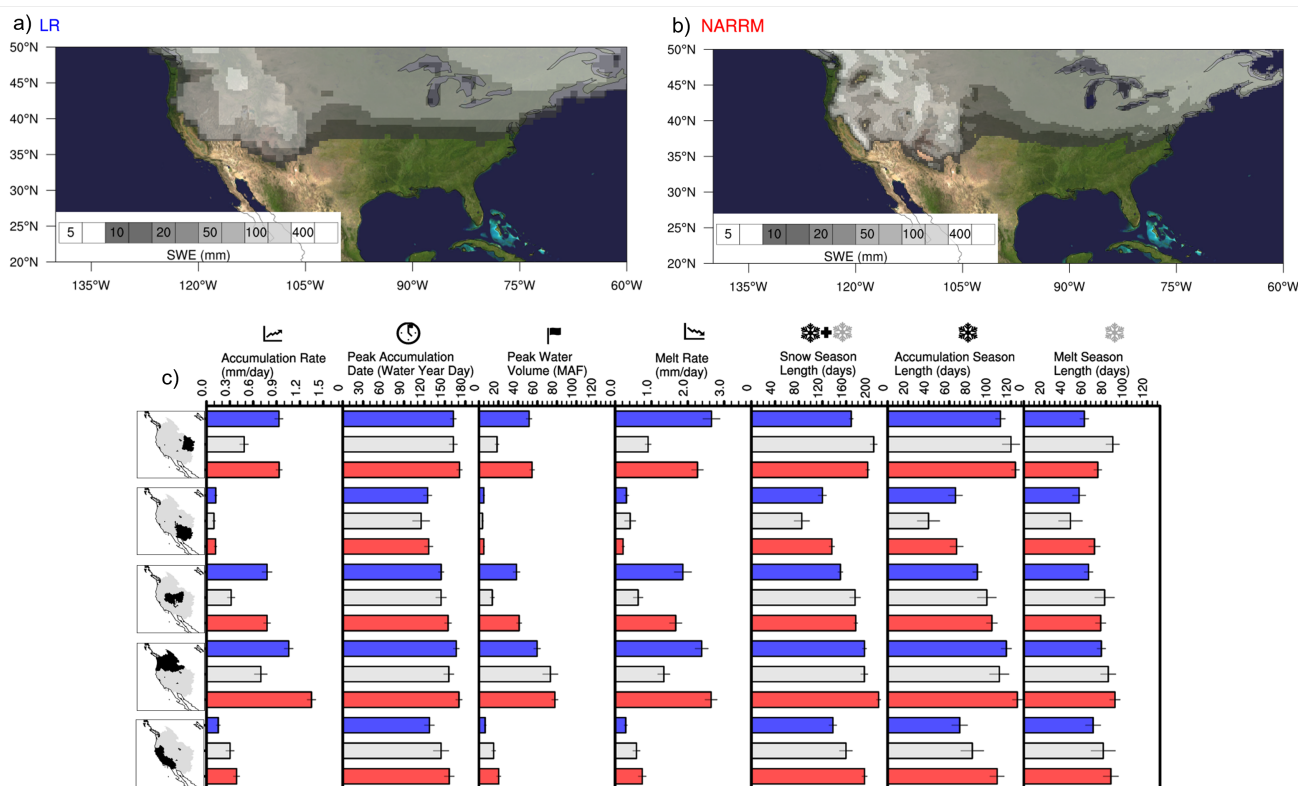 a) LR
50°N
45°N
40°N
35°N
30°N
25°N
20°N
5 10 20 50 100 400
SWE (mm)
135°W 120°W 105°W 90°W 75°W 60°W
b) NARRM
50°N
45°N
40°N
35°N
30°N
25°N
20°N
5 10 20 50 100 400
SWE (mm)
135°W 120°W 105°W 90°W 75°W 60°W
c)
Accumulation Rate
(mm/day)
0.0 0.3 0.6 0.9 1.2 1.5
Peak Accumulation
Date (Water Year Day)
0 30 60 90 120 150 180
Peak Water
Volume (MAF)
0 20 40 60 80 100 120
Melt Rate
(mm/day)
0.0 1.0 2.0 3.0
Snow Season
Length (days)
0 40 80 120 160 200
Accumulation Season
Length (days)
0 20 40 60 80 100 120
Melt Season
Length (days)
0 20 40 60 80 100 120